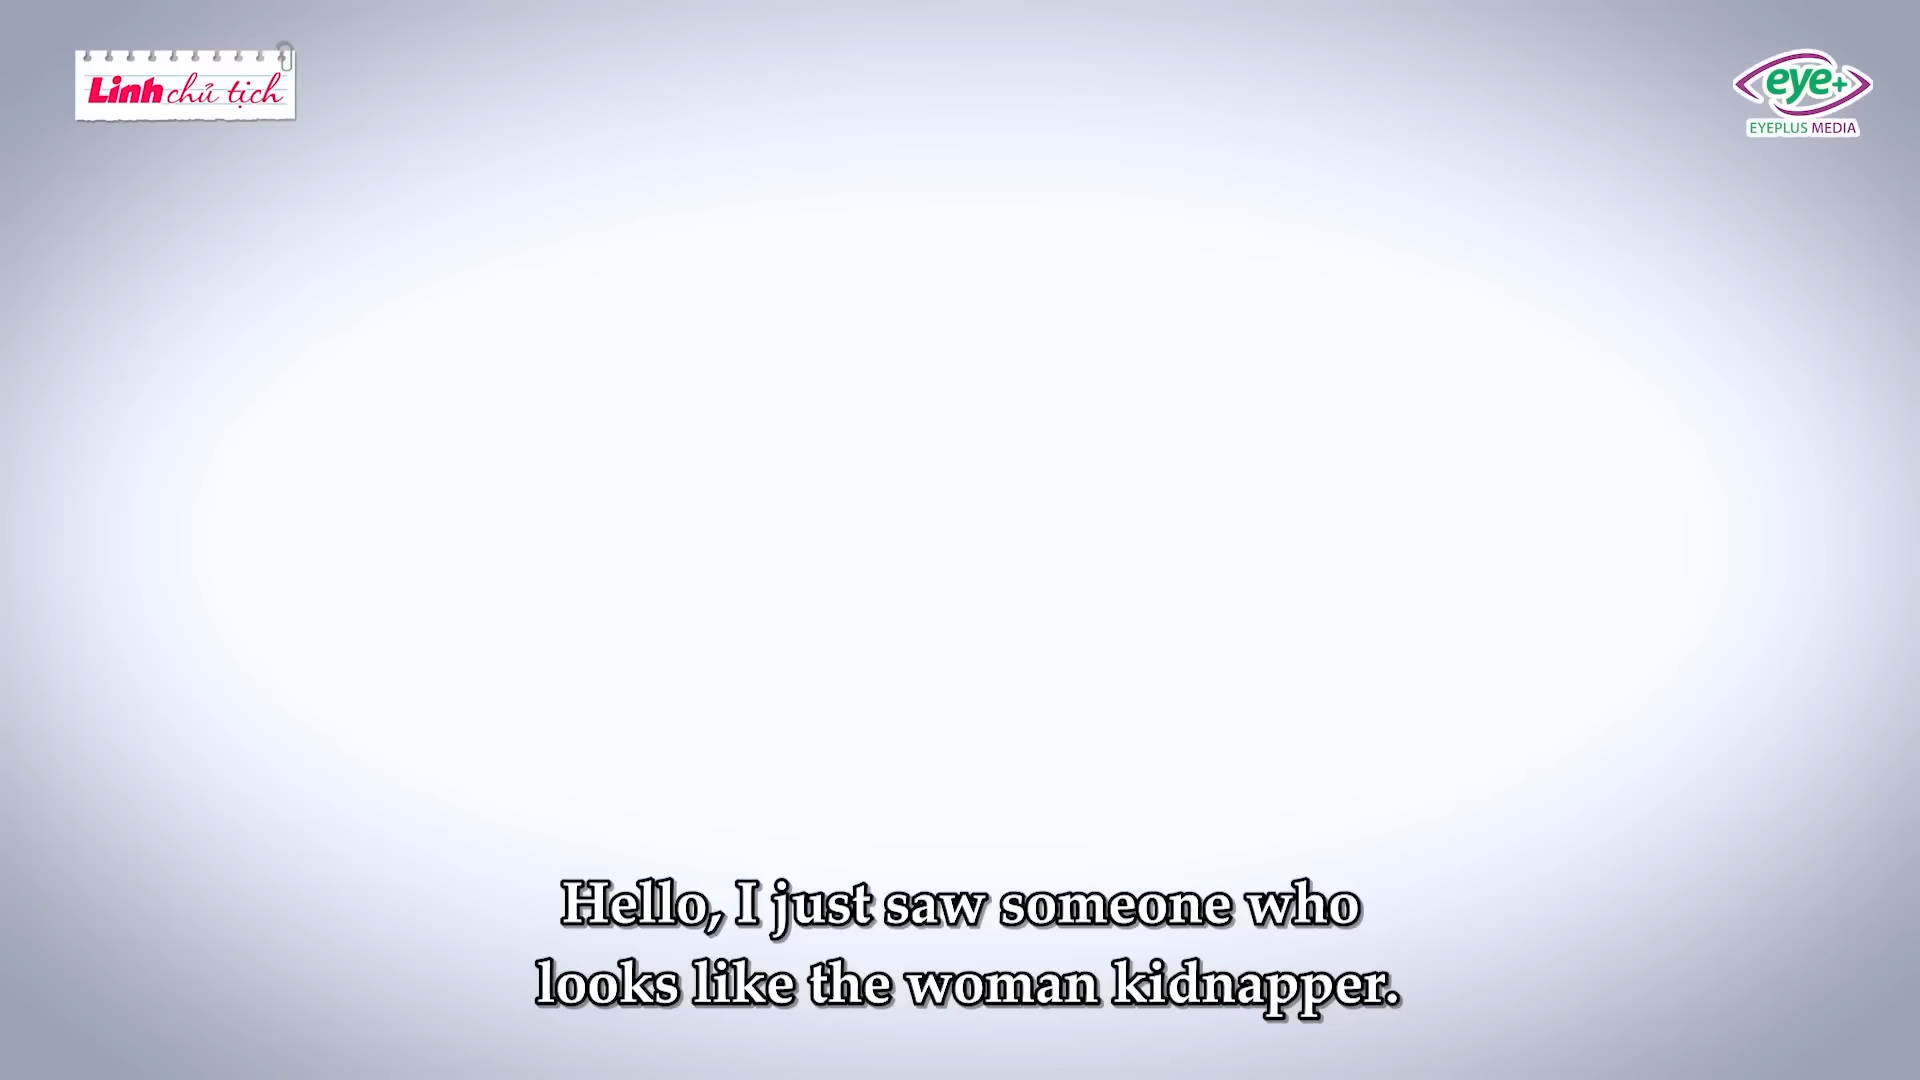 Linh chủ tịch
eye+
EYEPLUS MEDIA
Hello, I just saw someone who
looks like the woman kidnapper.